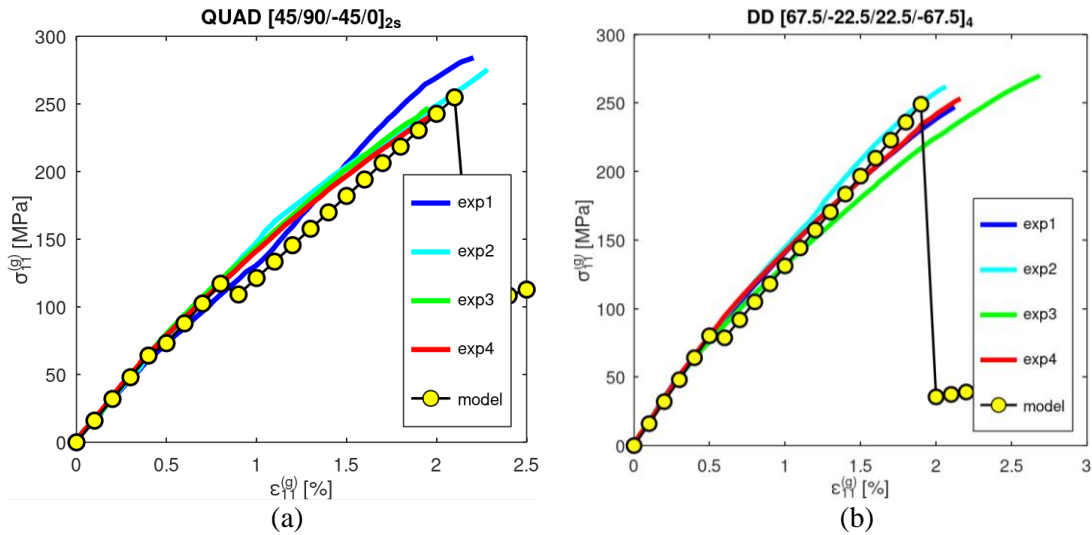 QUAD [45/90/-45/0]2s
300
250
200
150
100
50
0
σ11(g) [MPa]
0 0.5 1 1.5 2 2.5
ε11(g) [%]
exp1
exp2
exp3
exp4
model
(a)
DD [67.5/-22.5/22.5/-67.5]4
300
250
200
150
100
50
0
σ11(g) [MPa]
0 0.5 1 1.5 2 2.5 3
ε11(g) [%]
exp1
exp2
exp3
exp4
model
(b)